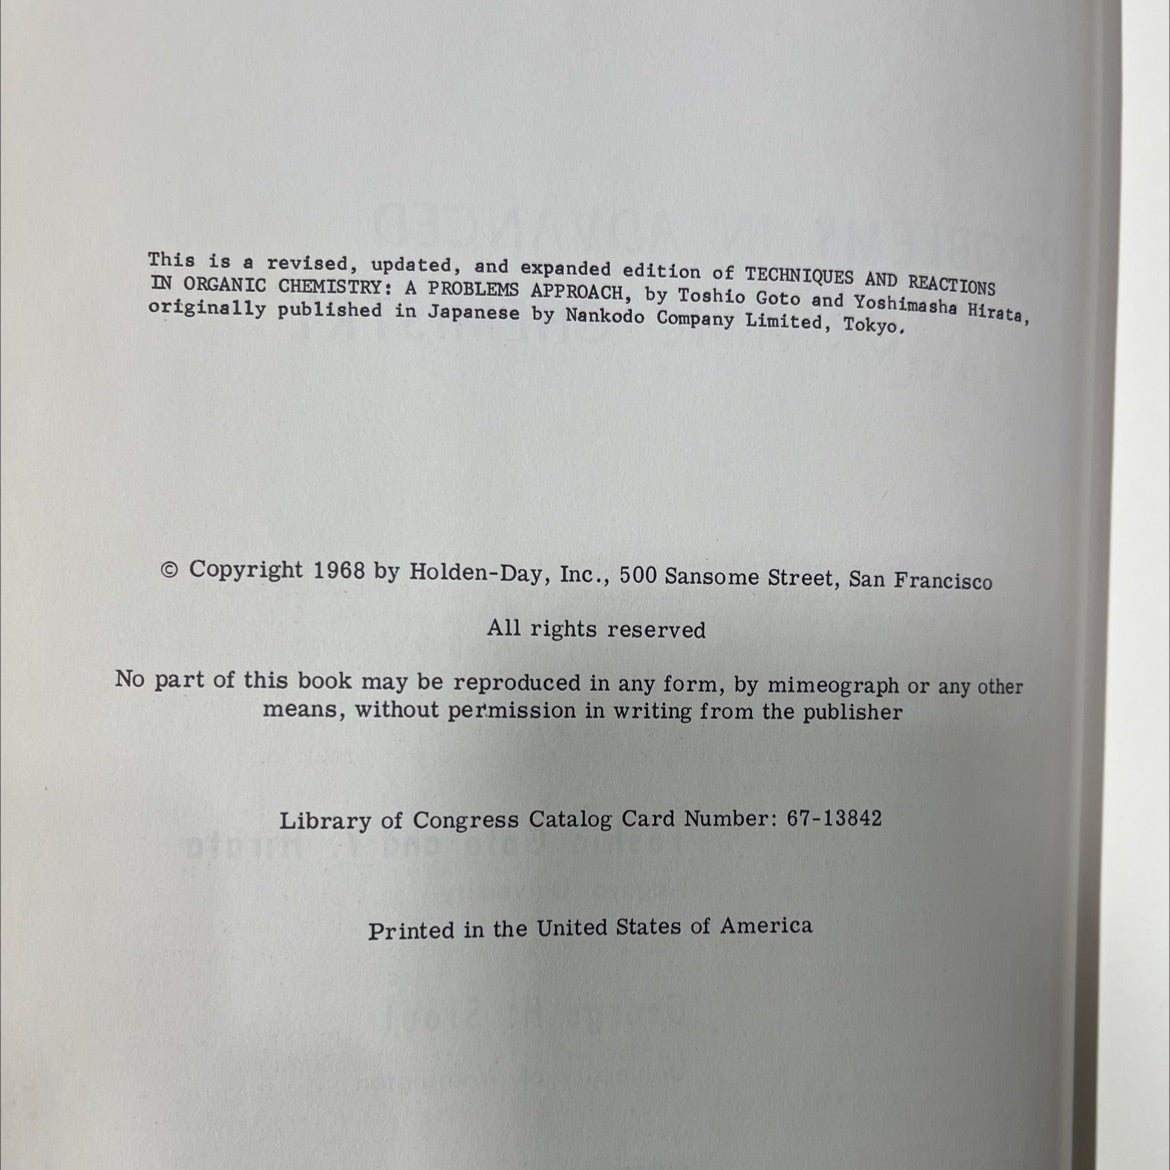 This is a revised, updated, and expanded edition of TECHNIQUES AND REACTIONS
IN ORGANIC CHEMISTRY: A PROBLEMS APPROACH, by Toshio Goto and Yoshimasha Hirata,
originally published in Japanese by Nankodo Company Limited, Tokyo.
© Copyright 1968 by Holden-Day, Inc., 500 Sansome Street, San Francisco
All rights reserved
No part of this book may be reproduced in any form, by mimeograph or any other
means, without permission in writing from the publisher
Library of Congress Catalog Card Number: 67-13842
Printed in the United States of America